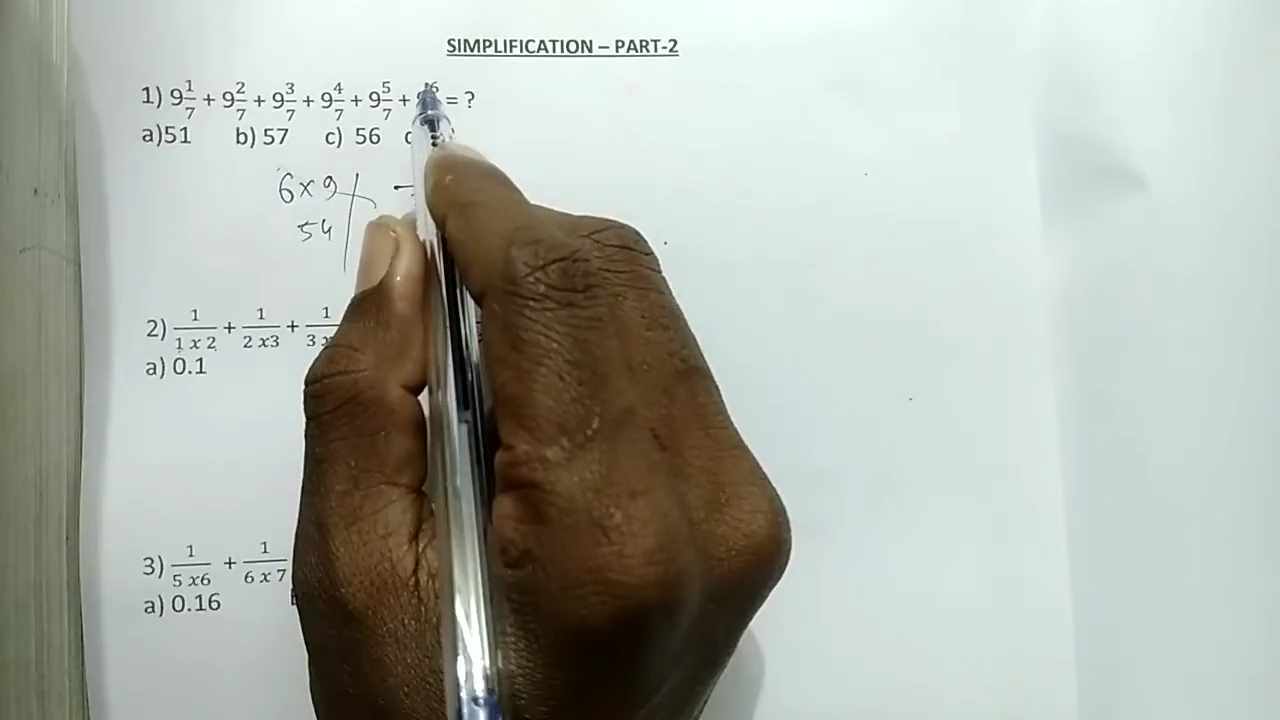 SIMPLIFICATION – PART-2
1) 9 1/7 + 9 2/7 + 9 3/7 + 9 4/7 + 9 5/7 + 6 = ?
a)51 b) 57 c) 56
6 x 9 +
54
2) 1/(1 x 2) + 1/(2 x3) + 1/(3 x
a) 0.1
3) 1/(5 x6) + 1/(6 x 7)
a) 0.16